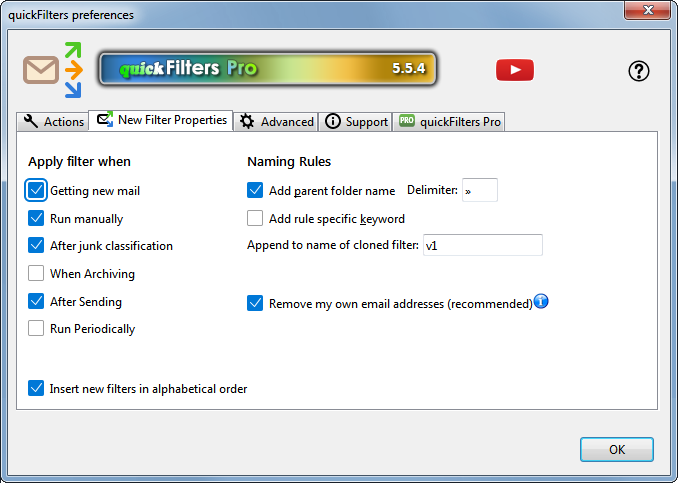 quickFilters preferences
quickFilters Pro 5.5.4
?
Actions New Filter Properties Advanced Support PRO quickFilters Pro
Apply filter when Naming Rules
Getting new mail Add parent folder name Delimiter: »
Run manually Add rule specific keyword
After junk classification Append to name of cloned filter: v1
When Archiving
After Sending Remove my own email addresses (recommended) i
Run Periodically
Insert new filters in alphabetical order
OK